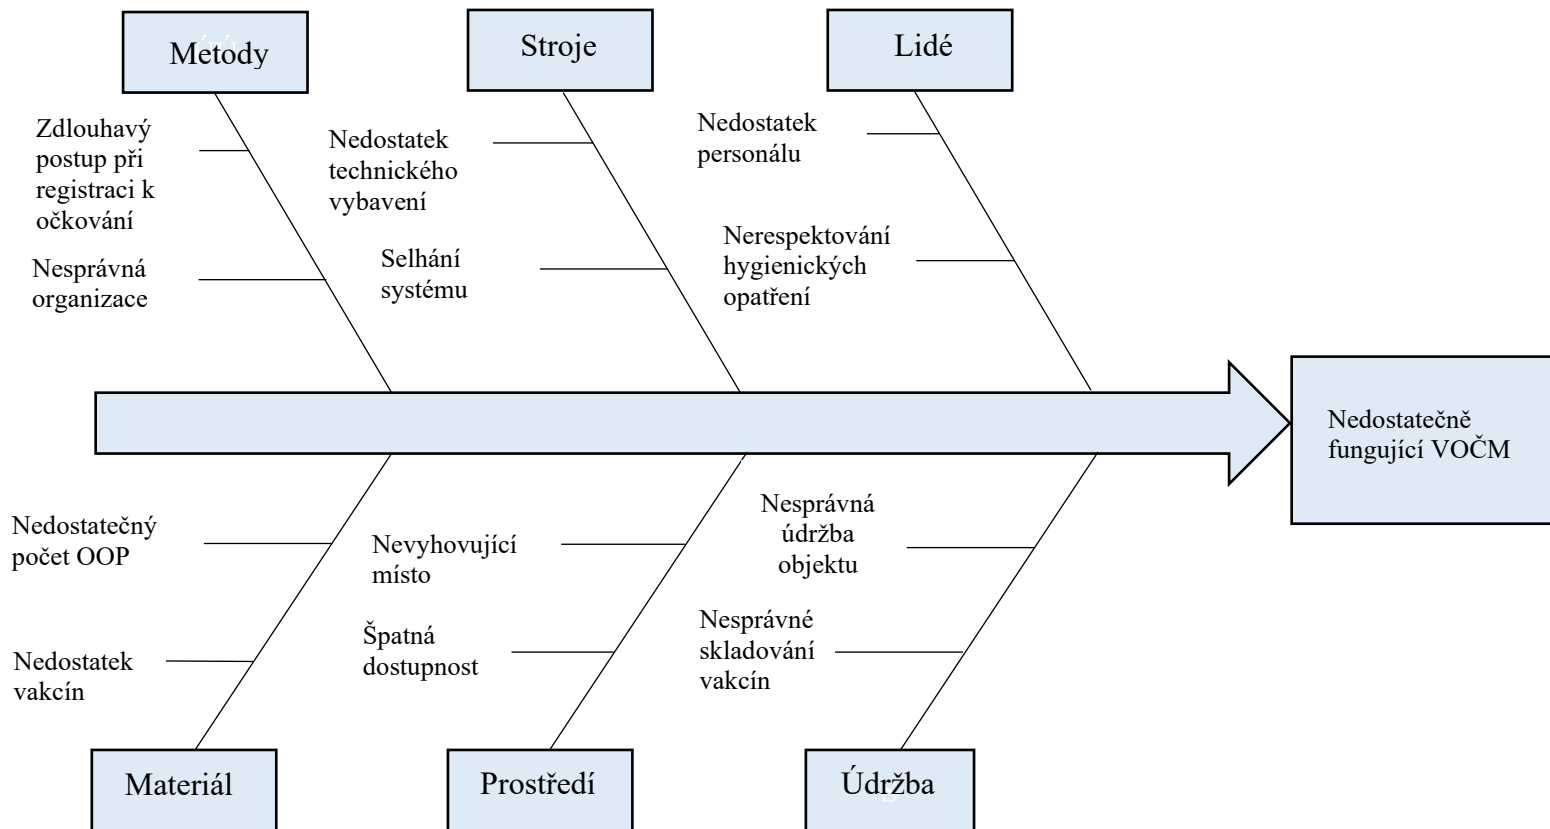 Metody
Stroje
Lidé
Zdlouhavý
postup při
registraci k
očkování
Nedostatek
technického
vybavení
Nedostatek
personálu
Nesprávná
organizace
Selhání
systému
Nerespektování
hygienických
opatření
Nedostatečně
fungující VOČM
Nedostatečný
počet OOP
Nevyhovující
místo
Nesprávná
údržba
objektu
Nedostatek
vakcín
Špatná
dostupnost
Nesprávné
skladování
vakcín
Materiál
Prostředí
Údržba